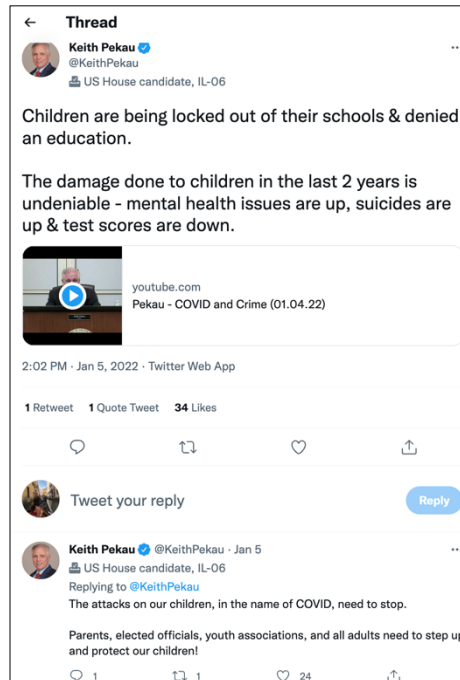 Thread
Keith Pekau
@KeithPekau
US House candidate, IL-06
Children are being locked out of their schools & denied
an education.
The damage done to children in the last 2 years is
undeniable - mental health issues are up, suicides are
up & test scores are down.
youtube.com
Pekau - COVID and Crime (01.04.22)
2:02 PM · Jan 5, 2022 · Twitter Web App
1 Retweet 1 Quote Tweet 34 Likes
Tweet your reply
Reply
Keith Pekau @KeithPekau · Jan 5
US House candidate, IL-06
Replying to @KeithPekau
The attacks on our children, in the name of COVID, need to stop.
Parents, elected officials, youth associations, and all adults need to step up
and protect our children!
1 1 24